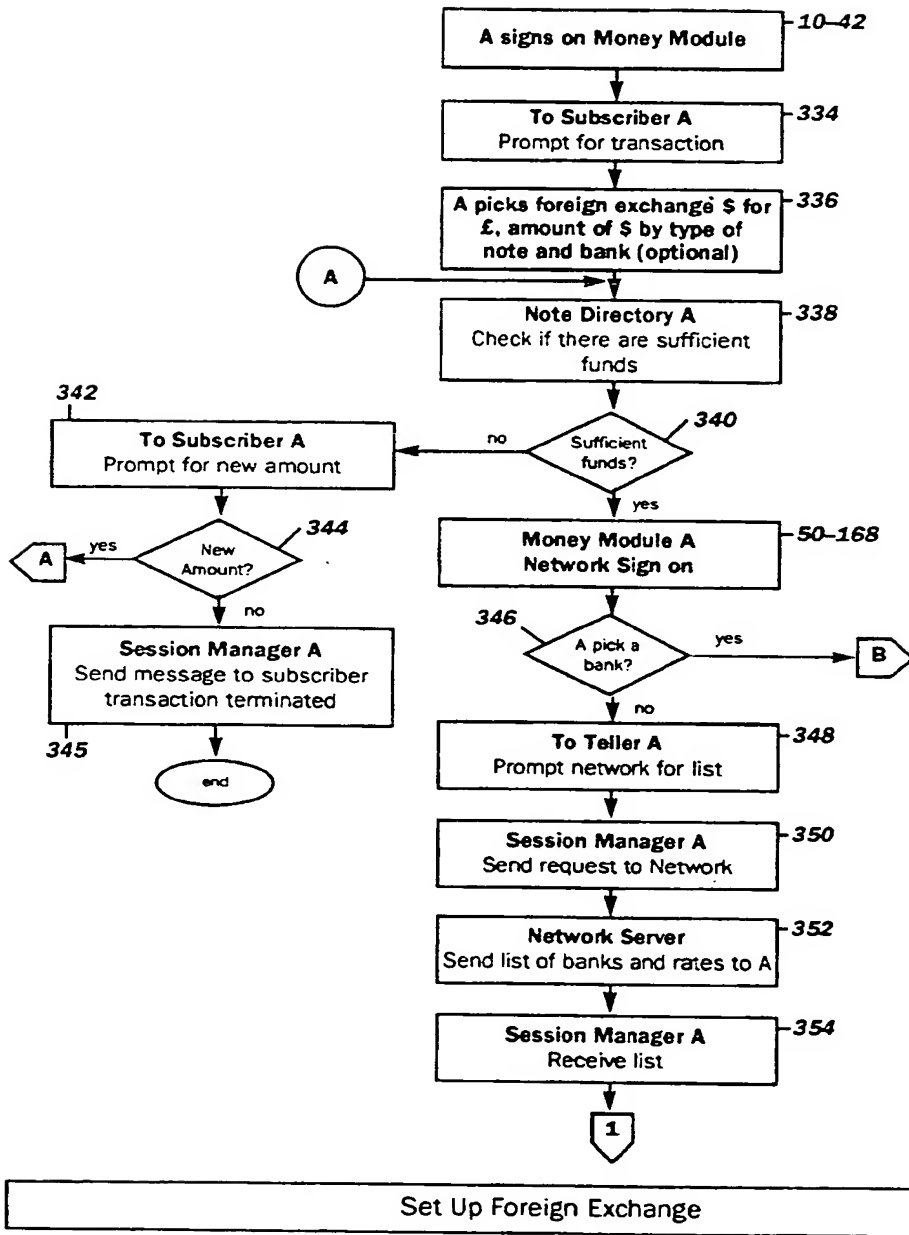 A signs on Money Module
10–42
To Subscriber A
Prompt for transaction
334
A picks foreign exchange $ for
£, amount of $ by type of
note and bank (optional)
336
A
Note Directory A
Check if there are sufficient
funds
338
342
To Subscriber A
Prompt for new amount
no
Sufficient
funds?
340
yes
A
yes
New
Amount?
344
no
Money Module A
Network Sign on
50–168
Session Manager A
Send message to subscriber
transaction terminated
345
end
346
A pick a
bank?
yes
B
no
To Teller A
Prompt network for list
348
Session Manager A
Send request to Network
350
Network Server
Send list of banks and rates to A
352
Session Manager A
Receive list
354
1
Set Up Foreign Exchange